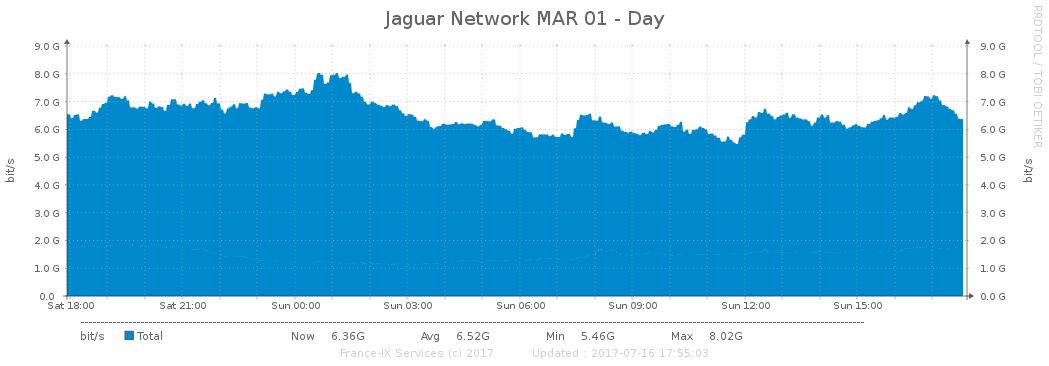 Jaguar Network MAR 01 - Day
RRDTOOL / TOBI OETIKER
9.0 G 9.0 G
8.0 G 8.0 G
7.0 G 7.0 G
6.0 G 6.0 G
5.0 G 5.0 G
4.0 G 4.0 G
3.0 G 3.0 G
2.0 G 2.0 G
1.0 G 1.0 G
0.0 0.0 G
bit/s bit/s
Sat 18:00 Sat 21:00 Sun 00:00 Sun 03:00 Sun 06:00 Sun 09:00 Sun 12:00 Sun 15:00
bit/s Total Now 6.36G Avg 6.52G Min 5.46G Max 8.02G
France-IX Services (c) 2017 Updated : 2017-07-16 17:55:03